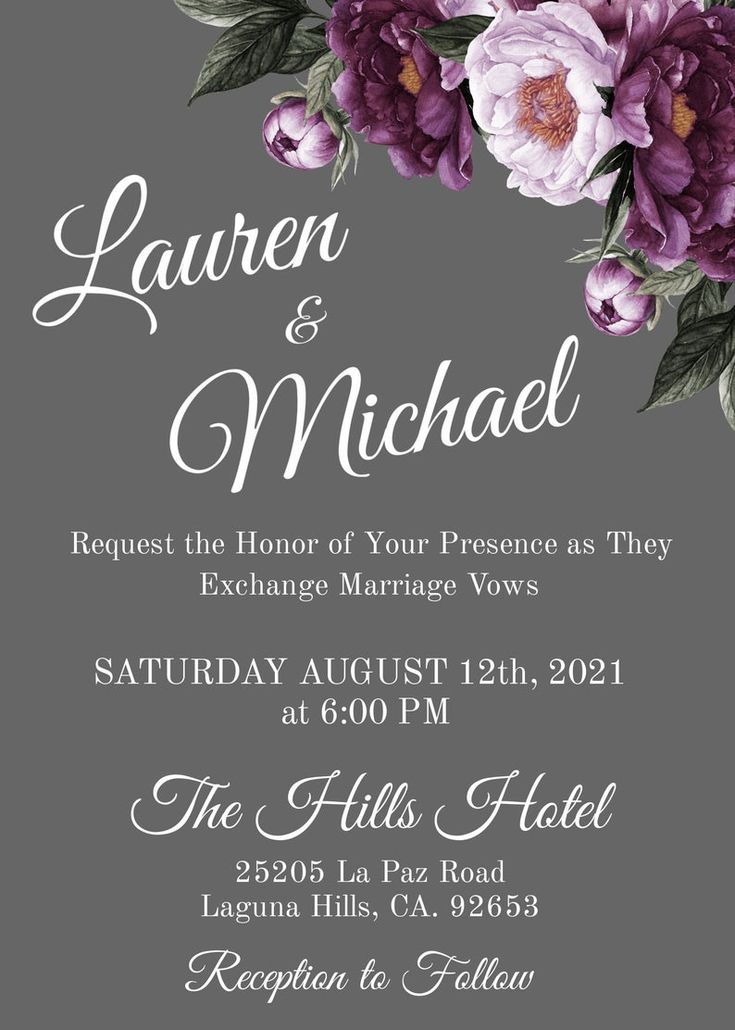 Lauren
&
Michael
Request the Honor of Your Presence as They
Exchange Marriage Vows
SATURDAY AUGUST 12th, 2021
at 6:00 PM
The Hills Hotel
25205 La Paz Road
Laguna Hills, CA. 92653
Reception to Follow